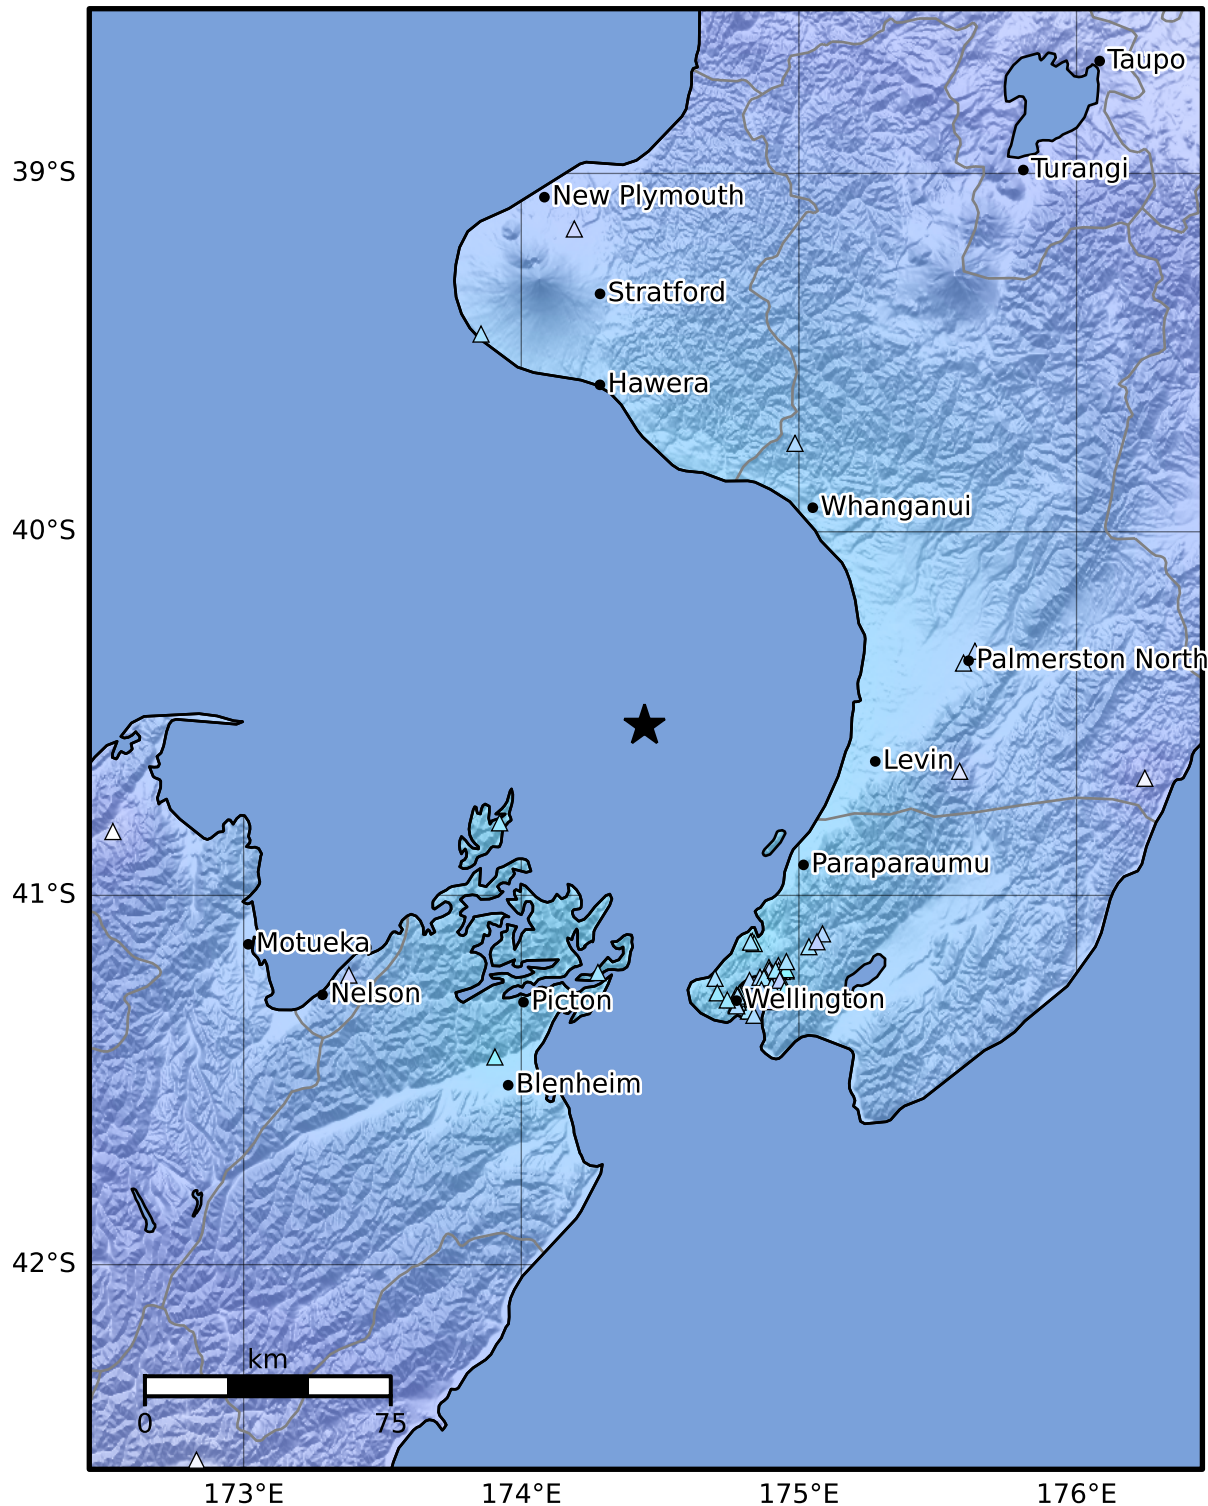 Taupo
39°S
Turangi
New Plymouth
Stratford
Hawera
Whanganui
40°S
Palmerston North
Levin
Paraparaumu
41°S
Motueka
Nelson
Picton
Wellington
Blenheim
42°S
km
0
75
173°E
174°E
175°E
176°E